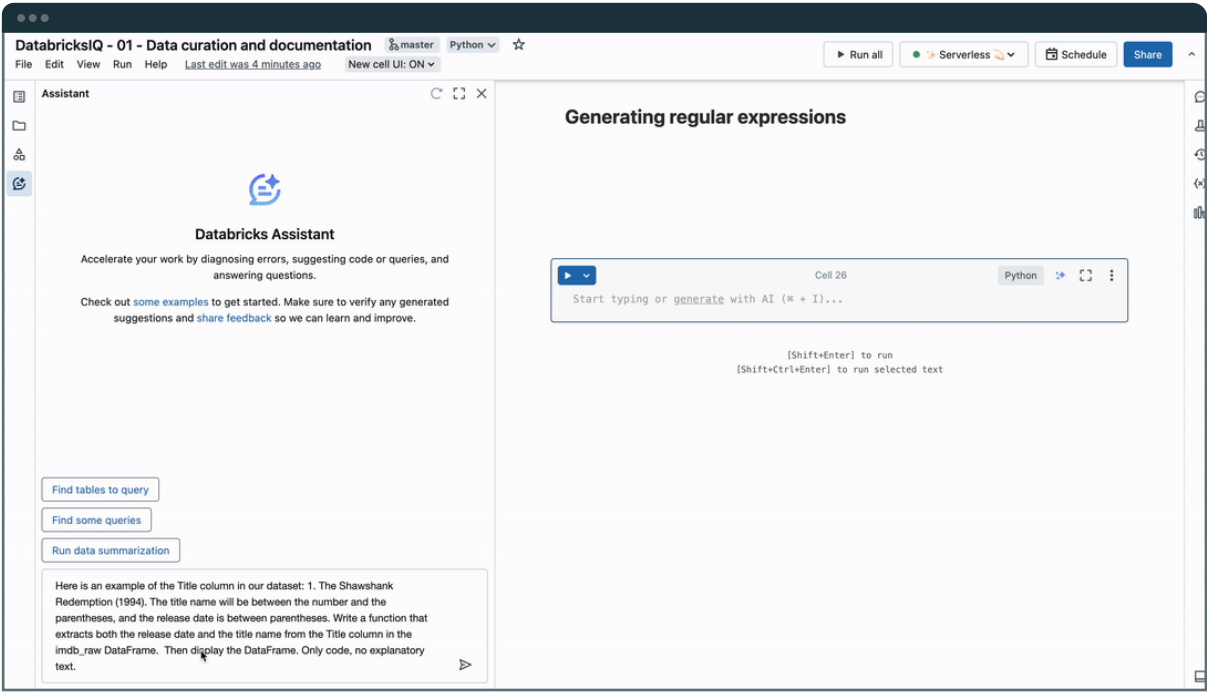 DatabricksIQ - 01 - Data curation and documentation master Python
File Edit View Run Help Last edit was 4 minutes ago New cell UI: ON
Run all Serverless Schedule Share
Assistant
Databricks Assistant
Accelerate your work by diagnosing errors, suggesting code or queries, and
answering questions.
Check out some examples to get started. Make sure to verify any generated
suggestions and share feedback so we can learn and improve.
Find tables to query
Find some queries
Run data summarization
Here is an example of the Title column in our dataset: 1. The Shawshank
Redemption (1994). The title name will be between the number and the
parentheses, and the release date is between parentheses. Write a function that
extracts both the release date and the title name from the Title column in the
imdb_raw DataFrame.  Then display the DataFrame. Only code, no explanatory
text.
Generating regular expressions
Cell 26 Python
Start typing or generate with AI (⌘ + I)...
[Shift+Enter] to run
[Shift+Ctrl+Enter] to run selected text